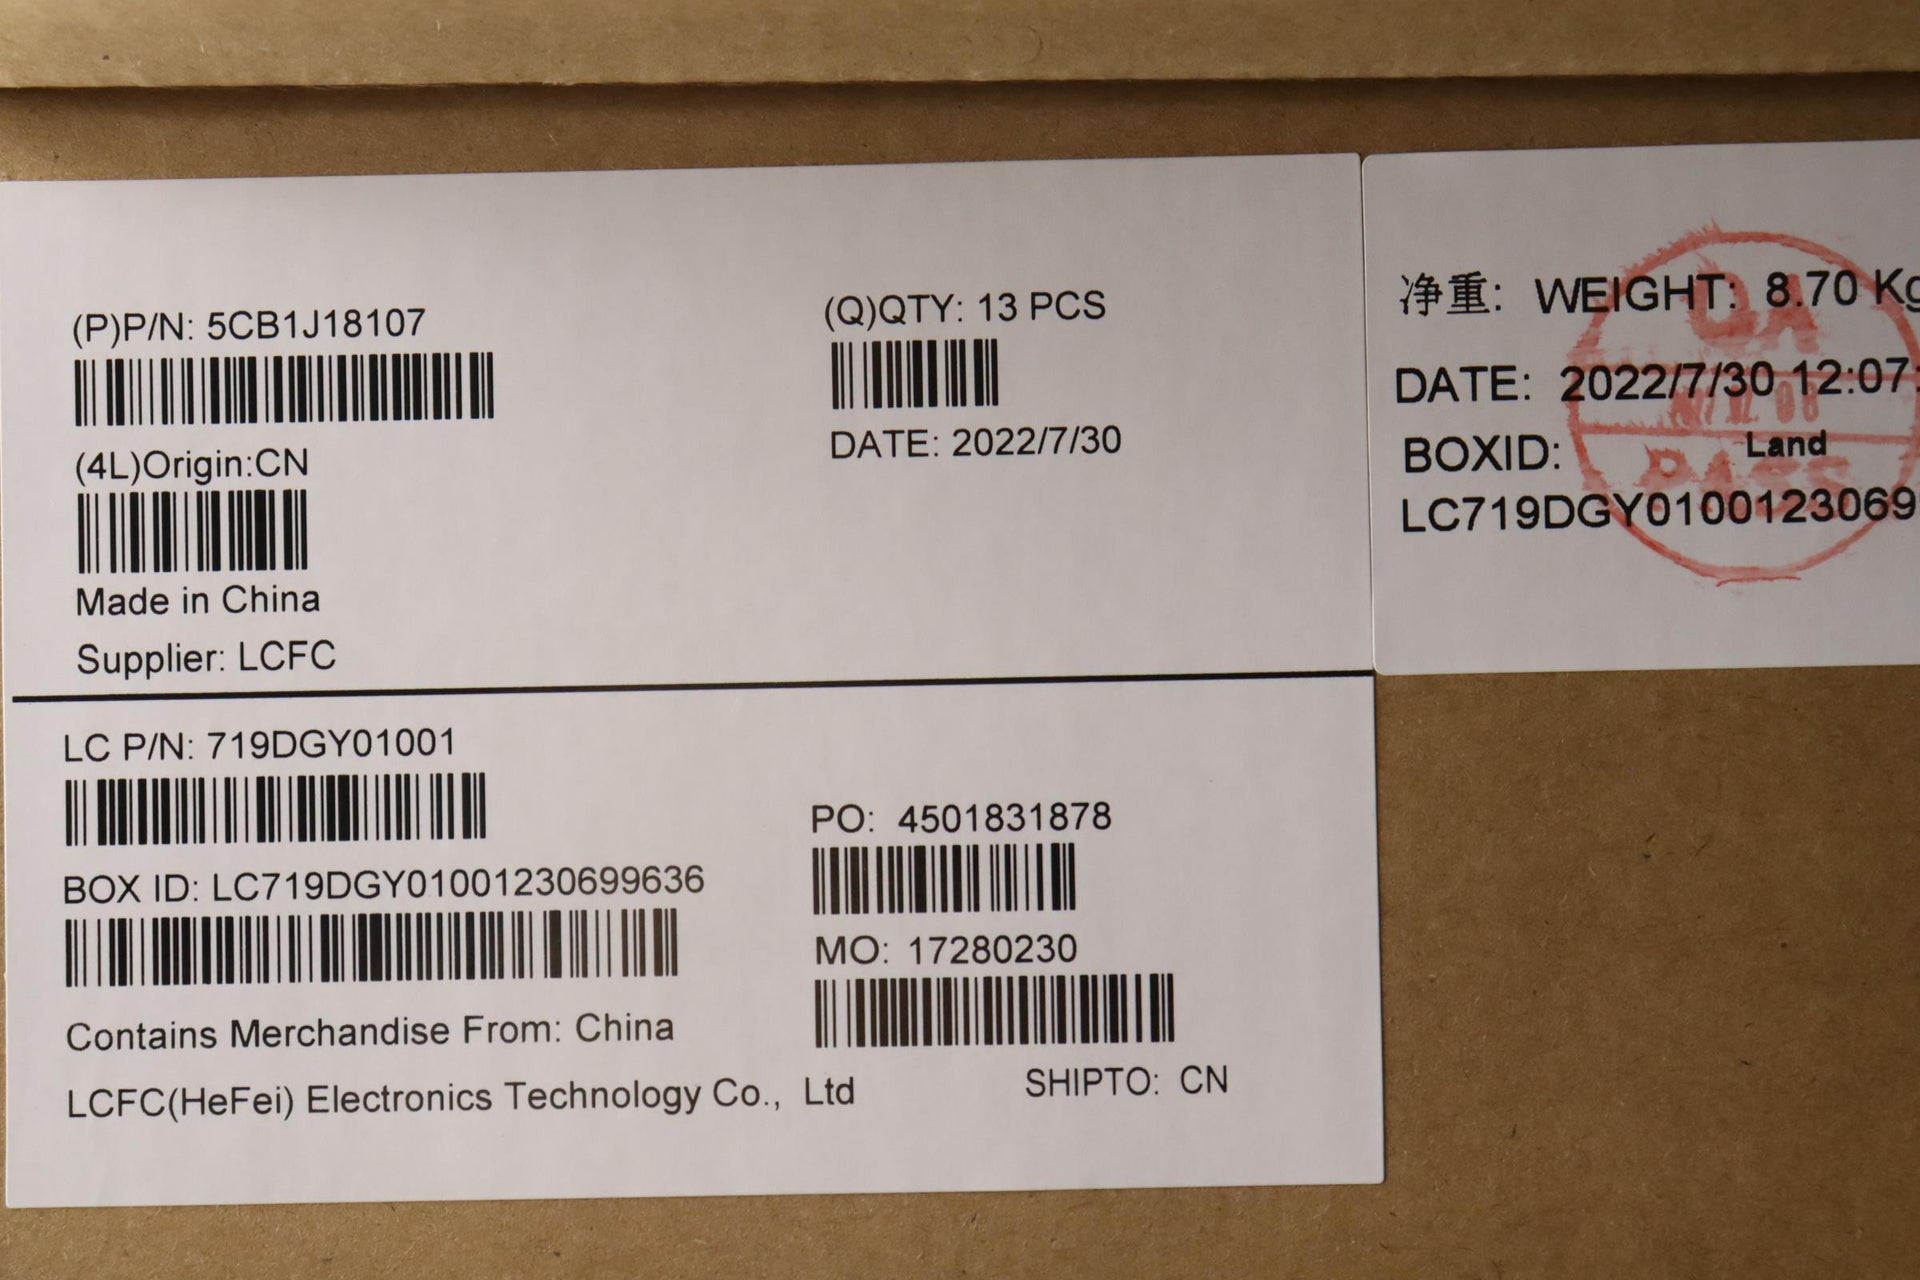 (P)P/N: 5CB1J18107
(Q)QTY: 13 PCS
(4L)Origin:CN
DATE: 2022/7/30
Made in China
Supplier: LCFC
LC P/N: 719DGY01001
PO: 4501831878
BOX ID: LC719DGY01001230699636
MO: 17280230
Contains Merchandise From: China
LCFC(HeFei) Electronics Technology Co., Ltd
SHIPTO: CN
净重: WEIGHT: 8.70 Kg
DATE: 2022/7/30 12:07:
BOXID: Land
LC719DGY0100123069
QA
PASS